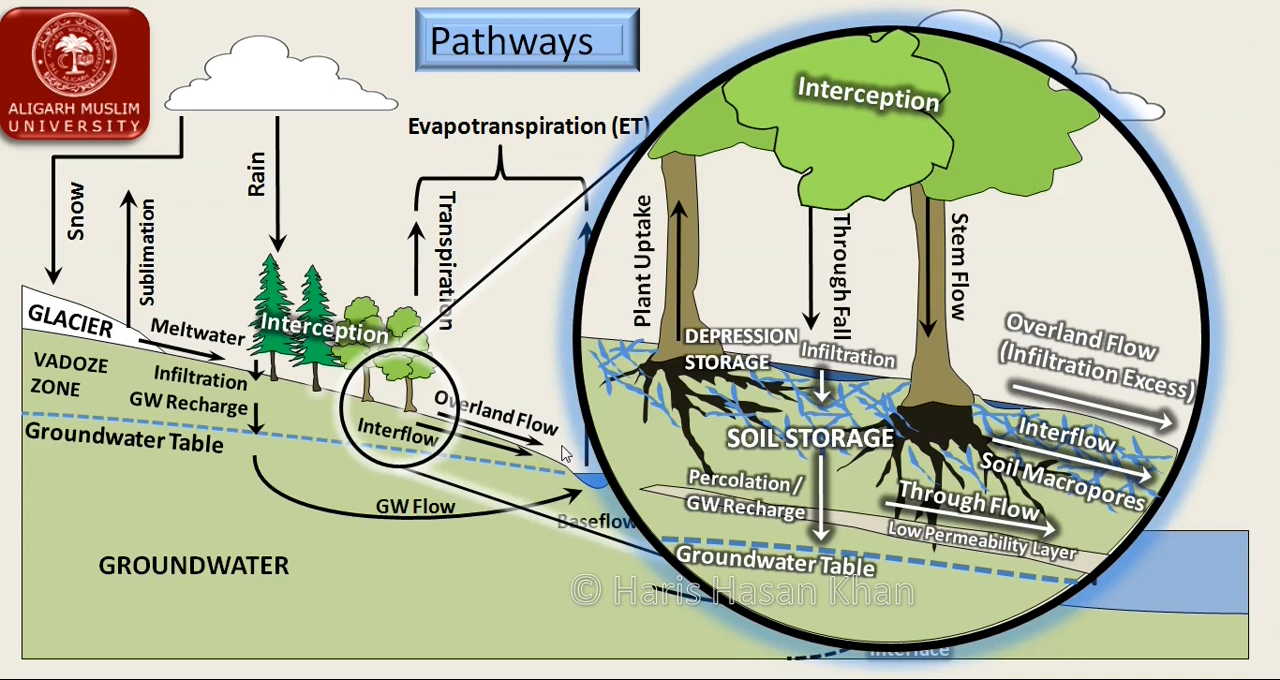 ALIGARH MUSLIM
UNIVERSITY
Pathways
Evapotranspiration (ET)
Snow
Sublimation
Rain
Transpiration
GLACIER
Meltwater
Interception
VADOZE
ZONE
Infiltration
GW Recharge
Groundwater Table
Overland Flow
Interflow
GW Flow
Baseflow
GROUNDWATER
Interception
Plant Uptake
Through Fall
Stem Flow
DEPRESSION
STORAGE
Infiltration
Overland Flow
(Infiltration Excess)
SOIL STORAGE
Interflow
Soil Macropores
Percolation /
GW Recharge
Through Flow
Low Permeability Layer
Groundwater Table
© Haris Hasan Khan
Interface